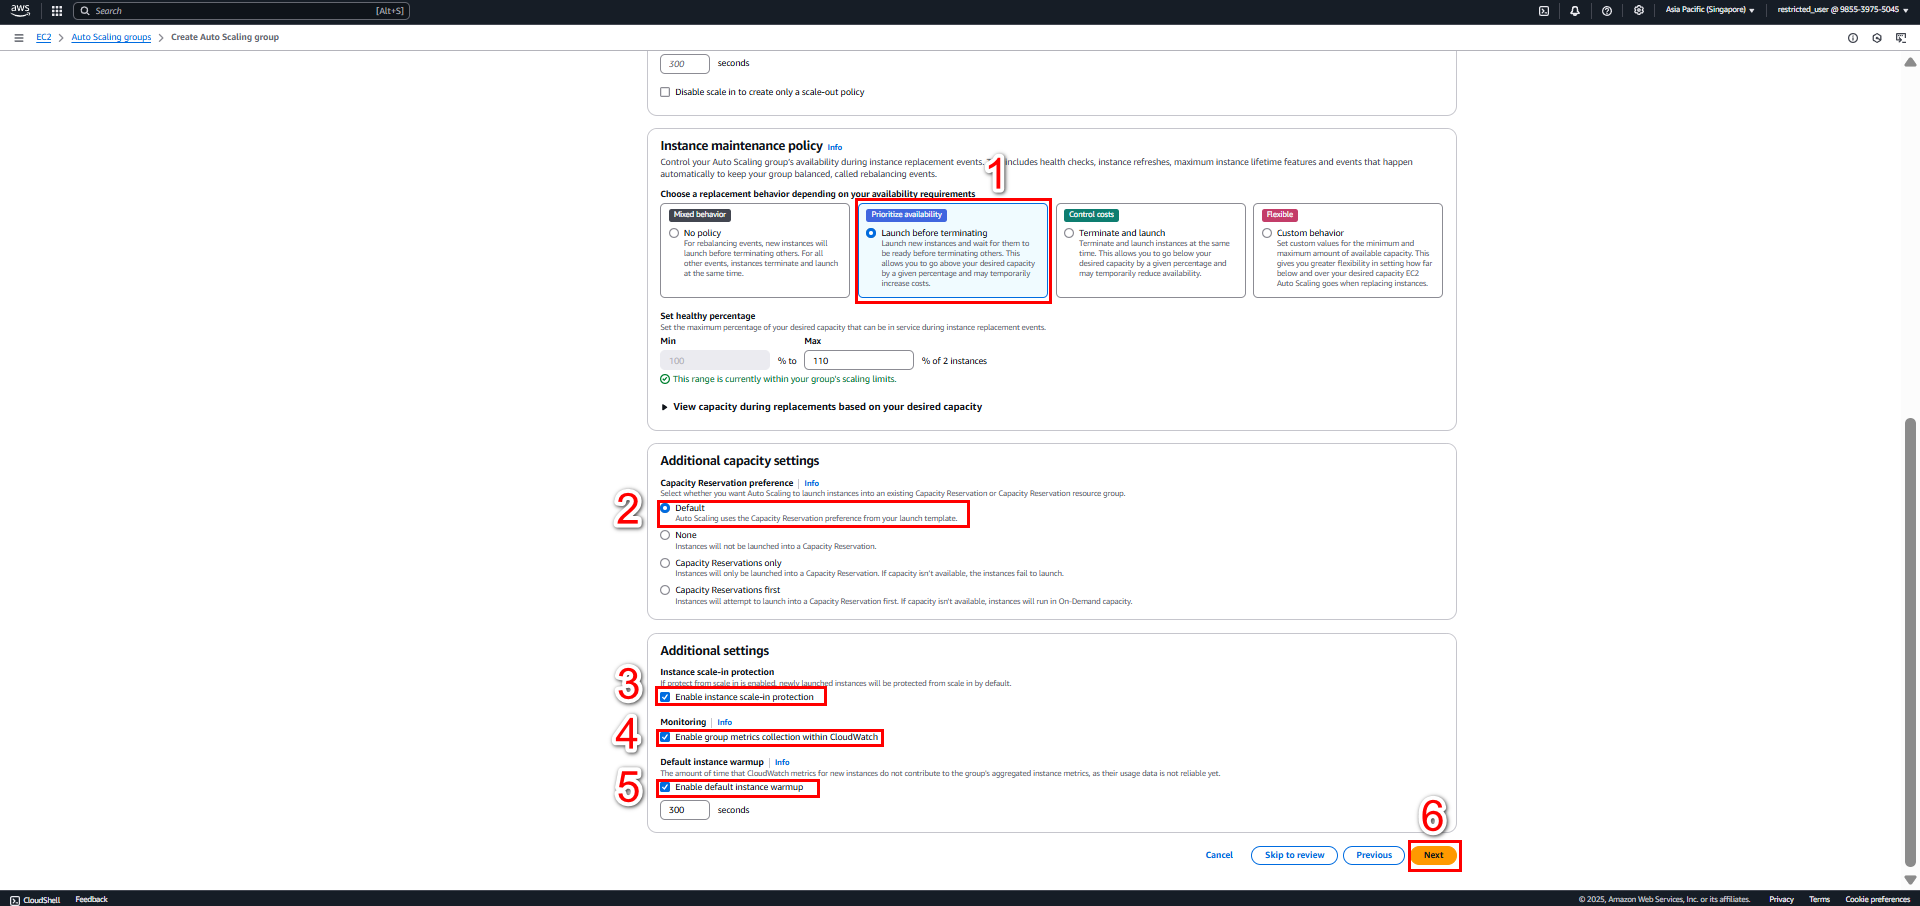 aws
Search
[Alt+S]
Asia Pacific (Singapore)
restricted_user @ 9855-3975-5045
EC2
Auto Scaling groups
Create Auto Scaling group
300
seconds
Disable scale in to create only a scale-out policy
Instance maintenance policy
Info
Control your Auto Scaling group's availability during instance replacement events. includes health checks, instance refreshes, maximum instance lifetime features and events that happen
automatically to keep your group balanced, called rebalancing events.
1
Choose a replacement behavior depending on your availability requirements
Mixed behavior
No policy
For rebalancing events, new instances will
launch before terminating others. For all
other events, instances terminate and launch
at the same time.
Prioritize availability
Launch before terminating
Launch new instances and wait for them to
be ready before terminating others. This
allows you to go above your desired capacity
by a given percentage and may temporarily
increase costs.
Control costs
Terminate and launch
Terminate and launch instances at the same
time. This allows you to go below your
desired capacity by a given percentage and
may temporarily reduce availability.
Flexible
Custom behavior
Set custom values for the minimum and
maximum amount of available capacity. This
gives you greater flexibility in setting how far
below and over your desired capacity EC2
Auto Scaling goes when replacing instances.
Set healthy percentage
Set the maximum percentage of your desired capacity that can be in service during instance replacement events.
Min
Max
100
% to
110
% of 2 instances
This range is currently within your group's scaling limits.
View capacity during replacements based on your desired capacity
Additional capacity settings
Capacity Reservation preference
Info
Select whether you want Auto Scaling to launch instances into an existing Capacity Reservation or Capacity Reservation resource group.
2
Default
Auto Scaling uses the Capacity Reservation preference from your launch template.
None
Instances will not be launched into a Capacity Reservation.
Capacity Reservations only
Instances will only be launched into a Capacity Reservation. If capacity isn't available, the instances fail to launch.
Capacity Reservations first
Instances will attempt to launch into a Capacity Reservation first. If capacity isn't available, instances will run in On-Demand capacity.
Additional settings
Instance scale-in protection
If protect from scale in is enabled, newly launched instances will be protected from scale in by default.
3
Enable instance scale-in protection
Monitoring
Info
4
Enable group metrics collection within CloudWatch
Default instance warmup
Info
The amount of time that CloudWatch metrics for new instances do not contribute to the group's aggregated instance metrics, as their usage data is not reliable yet.
5
Enable default instance warmup
300
seconds
6
Cancel
Skip to review
Previous
Next
CloudShell
Feedback
© 2025, Amazon Web Services, Inc. or its affiliates.
Privacy
Terms
Cookie preferences